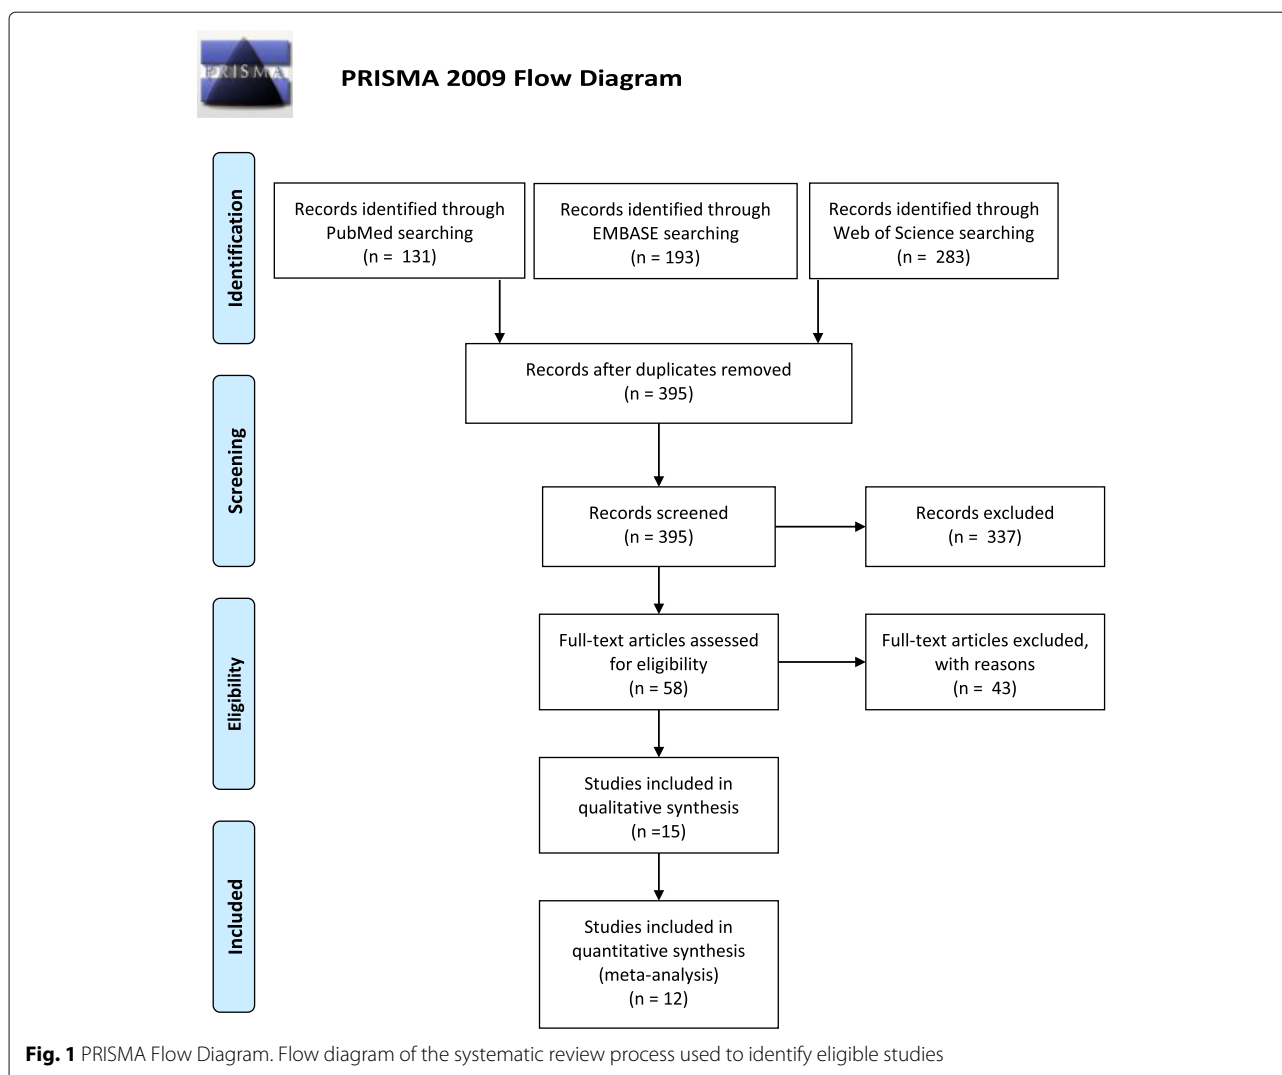 PRISMA
PRISMA 2009 Flow Diagram
Identification
Records identified through
PubMed searching
(n = 131)
Records identified through
EMBASE searching
(n = 193)
Records identified through
Web of Science searching
(n = 283)
Records after duplicates removed
(n = 395)
Screening
Records screened
(n = 395)
Records excluded
(n = 337)
Eligibility
Full-text articles assessed
for eligibility
(n = 58)
Full-text articles excluded,
with reasons
(n = 43)
Studies included in
qualitative synthesis
(n =15)
Included
Studies included in
quantitative synthesis
(meta-analysis)
(n = 12)
Fig. 1 PRISMA Flow Diagram. Flow diagram of the systematic review process used to identify eligible studies